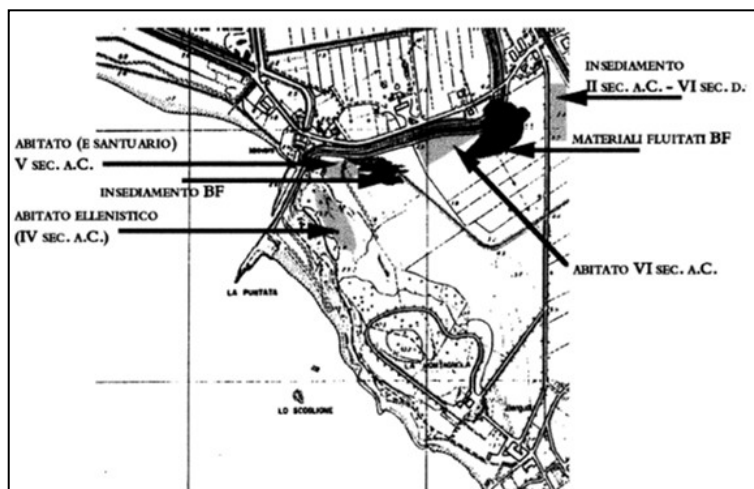 ABITATO (E SANTUARIO)
V SEC. A.C.
INSEDIAMENTO BF
ABITATO ELLENISTICO
(IV SEC. A.C.)
INSEDIAMENTO
II SEC. A.C. - VI SEC. D.
MATERIALI FLUITATI BF
ABITATO VI SEC. A.C.
LA PUNTATA
LO SCOGLIONE